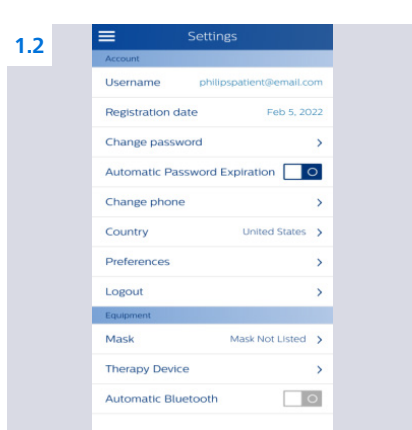 1.2
Settings
Account
Username philipspatient@email.com
Registration date Feb 5, 2022
Change password
Automatic Password Expiration
Change phone
Country United States
Preferences
Logout
Equipment
Mask Mask Not Listed
Therapy Device
Automatic Bluetooth